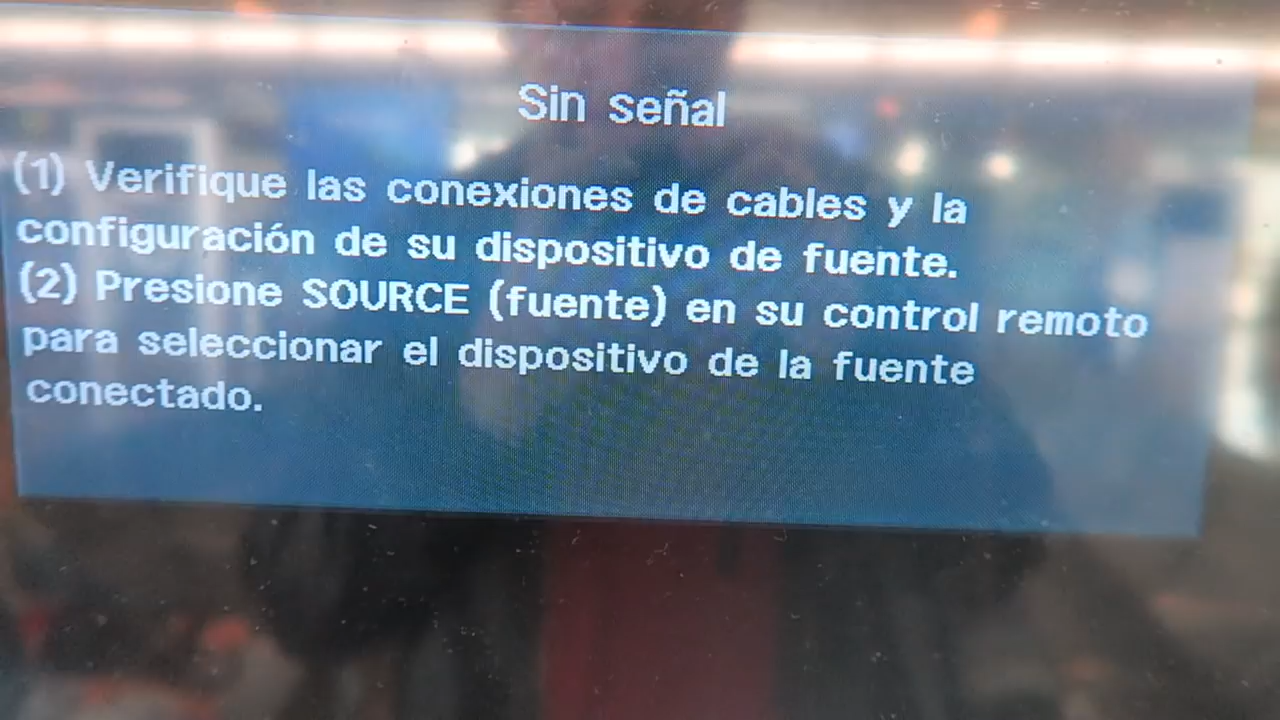 Sin señal
(1) Verifique las conexiones de cables y la
configuración de su dispositivo de fuente.
(2) Presione SOURCE (fuente) en su control remoto
para seleccionar el dispositivo de la fuente
conectado.